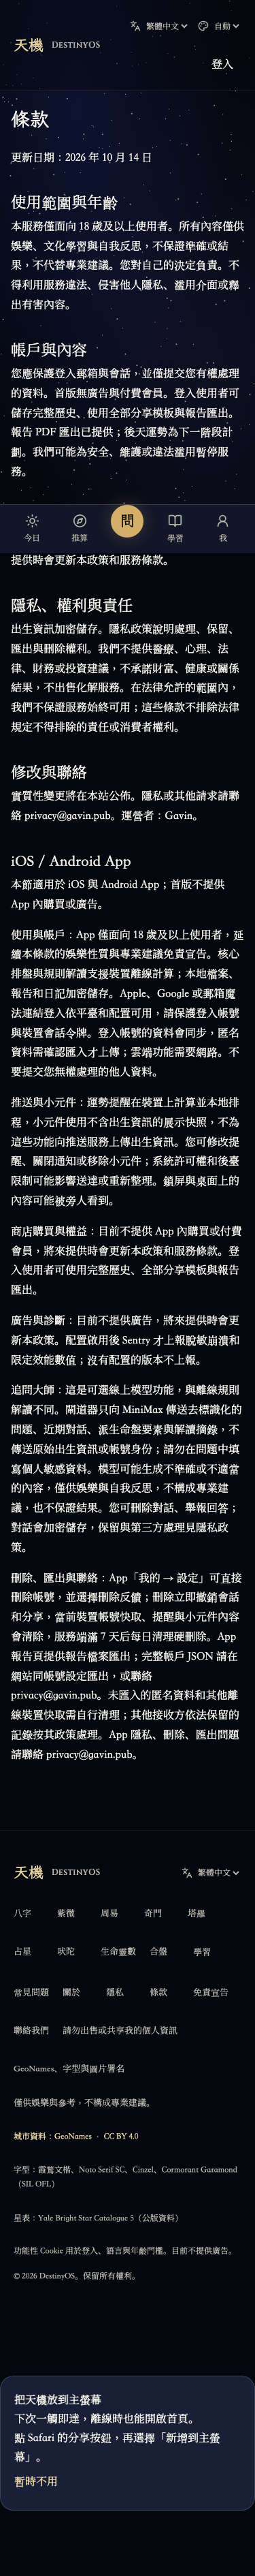 天機 DestinyOS
繁體中文 自動
登入
條款
更新日期：2026 年 10 月 14 日
使用範圍與年齡
本服務僅面向 18 歲及以上使用者。所有內容僅供
娛樂、文化學習與自我反思，不保證準確或結
果，不代替專業建議。您對自己的決定負責。不
得利用服務違法、侵害他人隱私、濫用介面或釋
出有害內容。
帳戶與內容
您應保護登入郵箱與會話，並僅提交您有權處理
的資料。首版無廣告與付費會員。登入使用者可
儲存完整歷史、使用全部分享模板與報告匯出。
報告 PDF 匯出已提供；後天運勢為下一階段計
劃。我們可能為安全、維護或違法濫用暫停服
務。
今日 推算 問 學習 我
提供時會更新本政策和服務條款。
隱私、權利與責任
出生資訊加密儲存。隱私政策說明處理、保留、
匯出與刪除權利。我們不提供醫療、心理、法
律、財務或投資建議，不承諾財富、健康或關係
結果，不出售化解服務。在法律允許的範圍內，
我們不保證服務始終可用；這些條款不排除法律
規定不得排除的責任或消費者權利。
修改與聯絡
實質性變更將在本站公佈。隱私或其他請求請聯
絡 privacy@gavin.pub。運營者：Gavin。
iOS / Android App
本節適用於 iOS 與 Android App；首版不提供
App 內購買或廣告。
使用與帳戶：App 僅面向 18 歲及以上使用者，延
續本條款的娛樂性質與專業建議免責宣告。核心
排盤與規則解讀支援裝置離線計算；本地檔案、
報告和日記加密儲存。Apple、Google 或郵箱魔
法連結登入依平臺和配置可用，請保護登入帳號
與裝置會話令牌。登入帳號的資料會同步，匿名
資料需確認匯入才上傳；雲端功能需要網路。不
要提交您無權處理的他人資料。
推送與小元件：運勢提醒在裝置上計算並本地排
程，小元件使用不含出生資訊的展示快照，不為
這些功能向推送服務上傳出生資訊。您可修改提
醒、關閉通知或移除小元件；系統許可權和後臺
限制可能影響送達或重新整理。鎖屏與桌面上的
內容可能被旁人看到。
商店購買與權益：目前不提供 App 內購買或付費
會員，將來提供時會更新本政策和服務條款。登
入使用者可使用完整歷史、全部分享模板與報告
匯出。
廣告與診斷：目前不提供廣告，將來提供時會更
新本政策。配置啟用後 Sentry 才上報脫敏崩潰和
限定效能數值；沒有配置的版本不上報。
追問大師：這是可選線上模型功能，與離線規則
解讀不同。閘道器只向 MiniMax 傳送去標識化的
問題、近期對話、派生命盤要素與解讀摘錄，不
傳送原始出生資訊或帳號身份；請勿在問題中填
寫個人敏感資料。模型可能生成不準確或不適當
的內容，僅供娛樂與自我反思，不構成專業建
議，也不保證結果。您可刪除對話、舉報回答；
對話會加密儲存，保留與第三方處理見隱私政
策。
刪除、匯出與聯絡：App「我的 → 設定」可直接
刪除帳號，並選擇刪除反饋；刪除立即撤銷會話
和分享，當前裝置帳號快取、提醒與小元件內容
會清除，服務端滿 7 天后每日清理硬刪除。App
報告頁提供報告檔案匯出；完整帳戶 JSON 請在
網站同帳號設定匯出，或聯絡
privacy@gavin.pub。未匯入的匿名資料和其他離
線裝置快取需自行清理；其他接收方依法保留的
記錄按其政策處理。App 隱私、刪除、匯出問題
請聯絡 privacy@gavin.pub。
天機 DestinyOS 繁體中文
八字 紫微 周易 奇門 塔羅
占星 吠陀 生命靈數 合盤 學習
常見問題 關於 隱私 條款 免責宣告
聯絡我們 請勿出售或共享我的個人資訊
GeoNames、字型與圖片署名
僅供娛樂與參考，不構成專業建議。
城市資料：GeoNames · CC BY 4.0
字型：霞鶩文楷、Noto Serif SC、Cinzel、Cormorant Garamond
（SIL OFL）
星表：Yale Bright Star Catalogue 5（公版資料）
功能性 Cookie 用於登入、語言與年齡門檻。目前不提供廣告。
© 2026 DestinyOS。保留所有權利。
把天機放到主螢幕
下次一觸即達，離線時也能開啟首頁。
點 Safari 的分享按鈕，再選擇「新增到主螢
幕」。
暫時不用